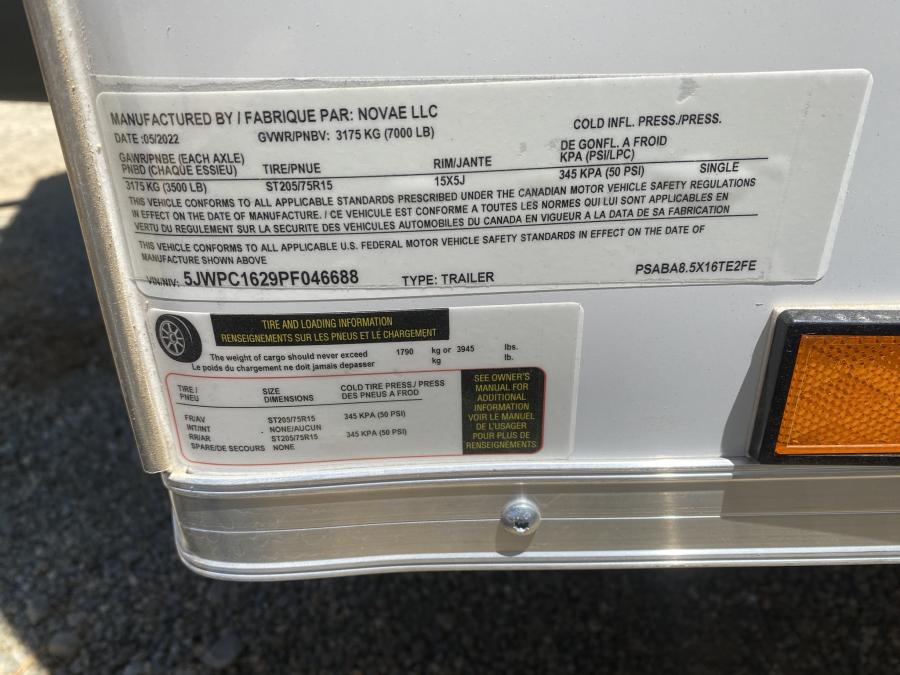 MANUFACTURED BY / FABRIQUE PAR: NOVAE LLC
DATE :05/2022 GVWR/PNBV: 3175 KG (7000 LB) COLD INFL. PRESS./PRESS.
DE GONFL. A FROID
GAWR/PNBE (EACH AXLE) TIRE/PNUE RIM/JANTE KPA (PSI/LPC) SINGLE
PNBD (CHAQUE ESSIEU)
3175 KG (3500 LB) ST205/75R15 15X5J 345 KPA (50 PSI)
THIS VEHICLE CONFORMS TO ALL APPLICABLE STANDARDS PRESCRIBED UNDER THE CANADIAN MOTOR VEHICLE SAFETY REGULATIONS
IN EFFECT ON THE DATE OF MANUFACTURE. / CE VEHICULE EST CONFORME A TOUTES LES NORMES QUI LUI SONT APPLICABLES EN
VERTU DU REGULEMENT SUR LA SECURITE DES VEHICULES AUTOMOBILES DU CANADA EN VIGUEUR A LA DATA DE SA FABRICATION
THIS VEHICLE CONFORMS TO ALL APPLICABLE U.S. FEDERAL MOTOR VEHICLE SAFETY STANDARDS IN EFFECT ON THE DATE OF
MANUFACTURE SHOWN ABOVE
VIN/NIV: 5JWPC1629PF046688 TYPE: TRAILER PSABA8.5X16TE2FE
TIRE AND LOADING INFORMATION
RENSEIGNEMENTS SUR LES PNEUS ET LE CHARGEMENT
The weight of cargo should never exceed 1790 kg or 3945 lbs.
Le poids du chargement ne doit jamais depasser kg lb.
TIRE / SIZE COLD TIRE PRESS./ PRESS
PNEU DIMENSIONS DES PNEUS A FROD
FR/AV ST205/75R15 345 KPA (50 PSI)
INT/INT NONE/AUCUN
RR/AR ST205/75R15 345 KPA (50 PSI)
SPARE/DE SECOURS NONE
SEE OWNER'S
MANUAL FOR
ADDITIONAL
INFORMATION
VOIR LE MANUEL
DE L'USAGER
POUR PLUS DE
RENSEIGNEMENTS